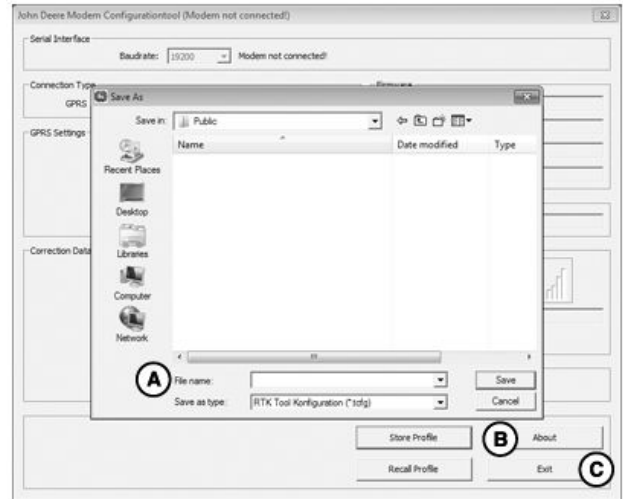 John Deere Modem Configurationtool (Modem not connected!)
Serial Interface
Baudrate: 19200 Modem not connected!
Connection Type
GPRS
Firmware
GPRS Settings
Correction Data
Save As
Save in: Public
Name Date modified Type
Recent Places
Desktop
Libraries
Computer
Network
A
File name:
Save
Save as type: RTK Tool Konfiguration (*.tcfg)
Cancel
Store Profile
B
About
Recall Profile
Exit
C